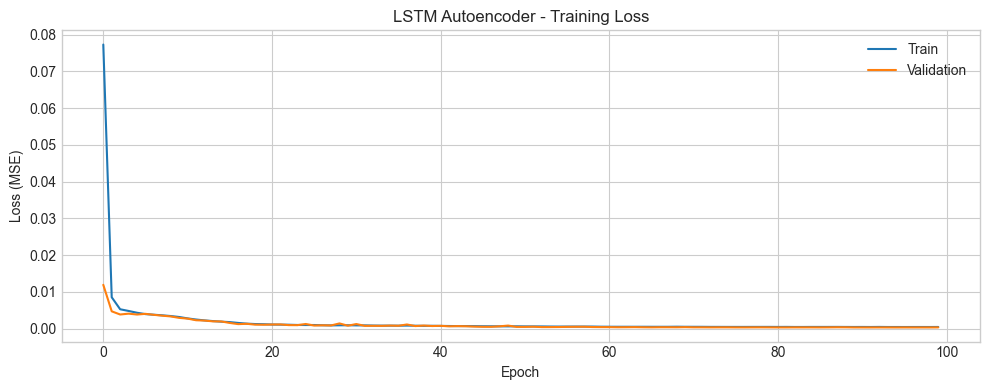 LSTM Autoencoder - Training Loss
Loss (MSE)
0.08
0.07
0.06
0.05
0.04
0.03
0.02
0.01
0.00
Train
Validation
0 20 40 60 80 100
Epoch